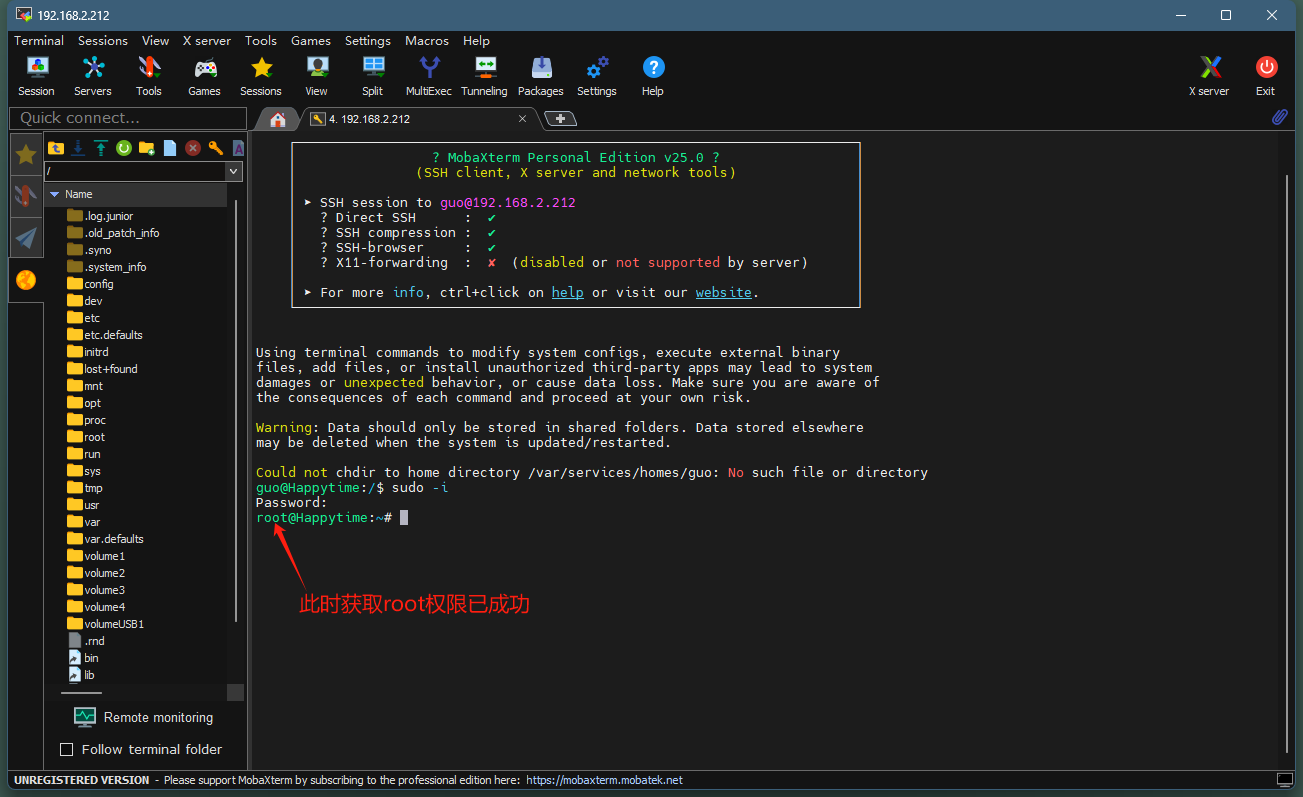 192.168.2.212
Terminal Sessions View X server Tools Games Settings Macros Help
Session Servers Tools Games Sessions View Split MultiExec Tunneling Packages Settings Help X server Exit
Quick connect...
4. 192.168.2.212
/
Name
.log.junior
.old_patch_info
.syno
.system_info
config
dev
etc
etc.defaults
initrd
lost+found
mnt
opt
proc
root
run
sys
tmp
usr
var
var.defaults
volume1
volume2
volume3
volume4
volumeUSB1
.rnd
bin
lib
Remote monitoring
Follow terminal folder
? MobaXterm Personal Edition v25.0 ?
(SSH client, X server and network tools)
➤ SSH session to guo@192.168.2.212
? Direct SSH : ✔
? SSH compression : ✔
? SSH-browser : ✔
? X11-forwarding : ✘ (disabled or not supported by server)
➤ For more info, ctrl+click on help or visit our website.
Using terminal commands to modify system configs, execute external binary
files, add files, or install unauthorized third-party apps may lead to system
damages or unexpected behavior, or cause data loss. Make sure you are aware of
the consequences of each command and proceed at your own risk.
Warning: Data should only be stored in shared folders. Data stored elsewhere
may be deleted when the system is updated/restarted.
Could not chdir to home directory /var/services/homes/guo: No such file or directory
guo@Happytime:/$ sudo -i
Password:
root@Happytime:~#
此时获取root权限已成功
UNREGISTERED VERSION - Please support MobaXterm by subscribing to the professional edition here: https://mobaxterm.mobatek.net